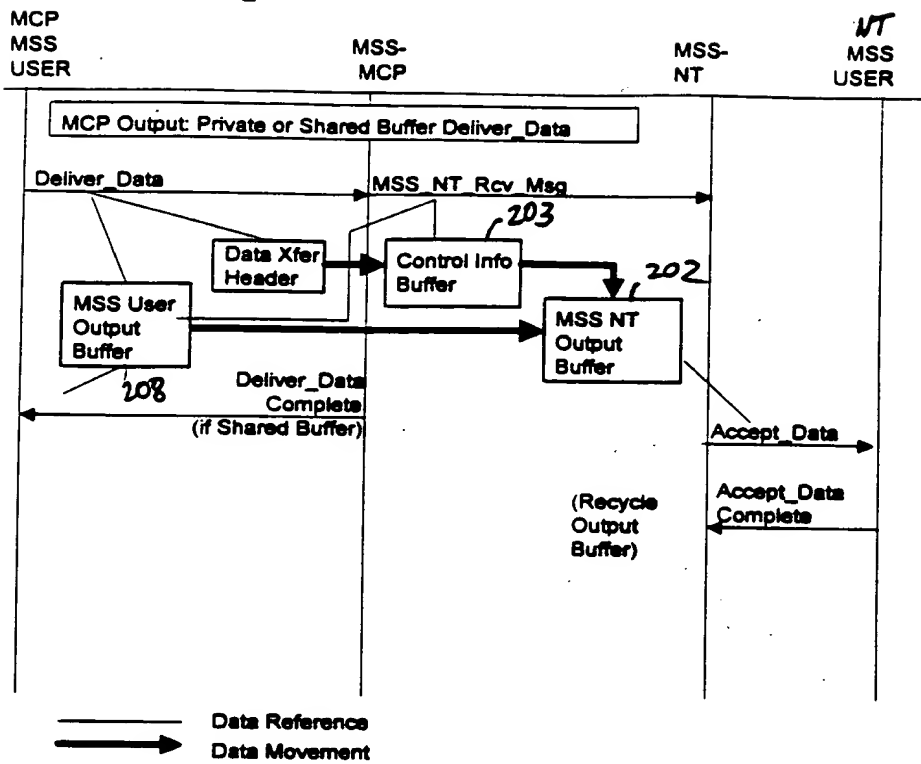 MCP
MSS
USER
MSS-
MCP
MSS-
NT
NT
MSS
USER
MCP Output: Private or Shared Buffer Deliver_Data
Deliver_Data
MSS_NT_Rcv_Msg
203
Data Xfer
Header
Control Info
Buffer
202
MSS User
Output
Buffer
MSS NT
Output
Buffer
208
Deliver_Data
Complete
(if Shared Buffer)
Accept_Data
(Recycle
Output
Buffer)
Accept_Data
Complete
Data Reference
Data Movement